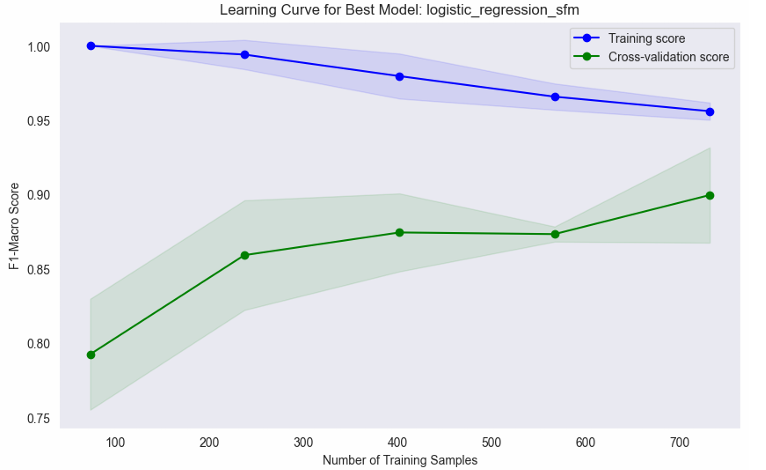 Learning Curve for Best Model: logistic_regression_sfm
Training score
Cross-validation score
F1-Macro Score
1.00
0.95
0.90
0.85
0.80
0.75
100 200 300 400 500 600 700
Number of Training Samples